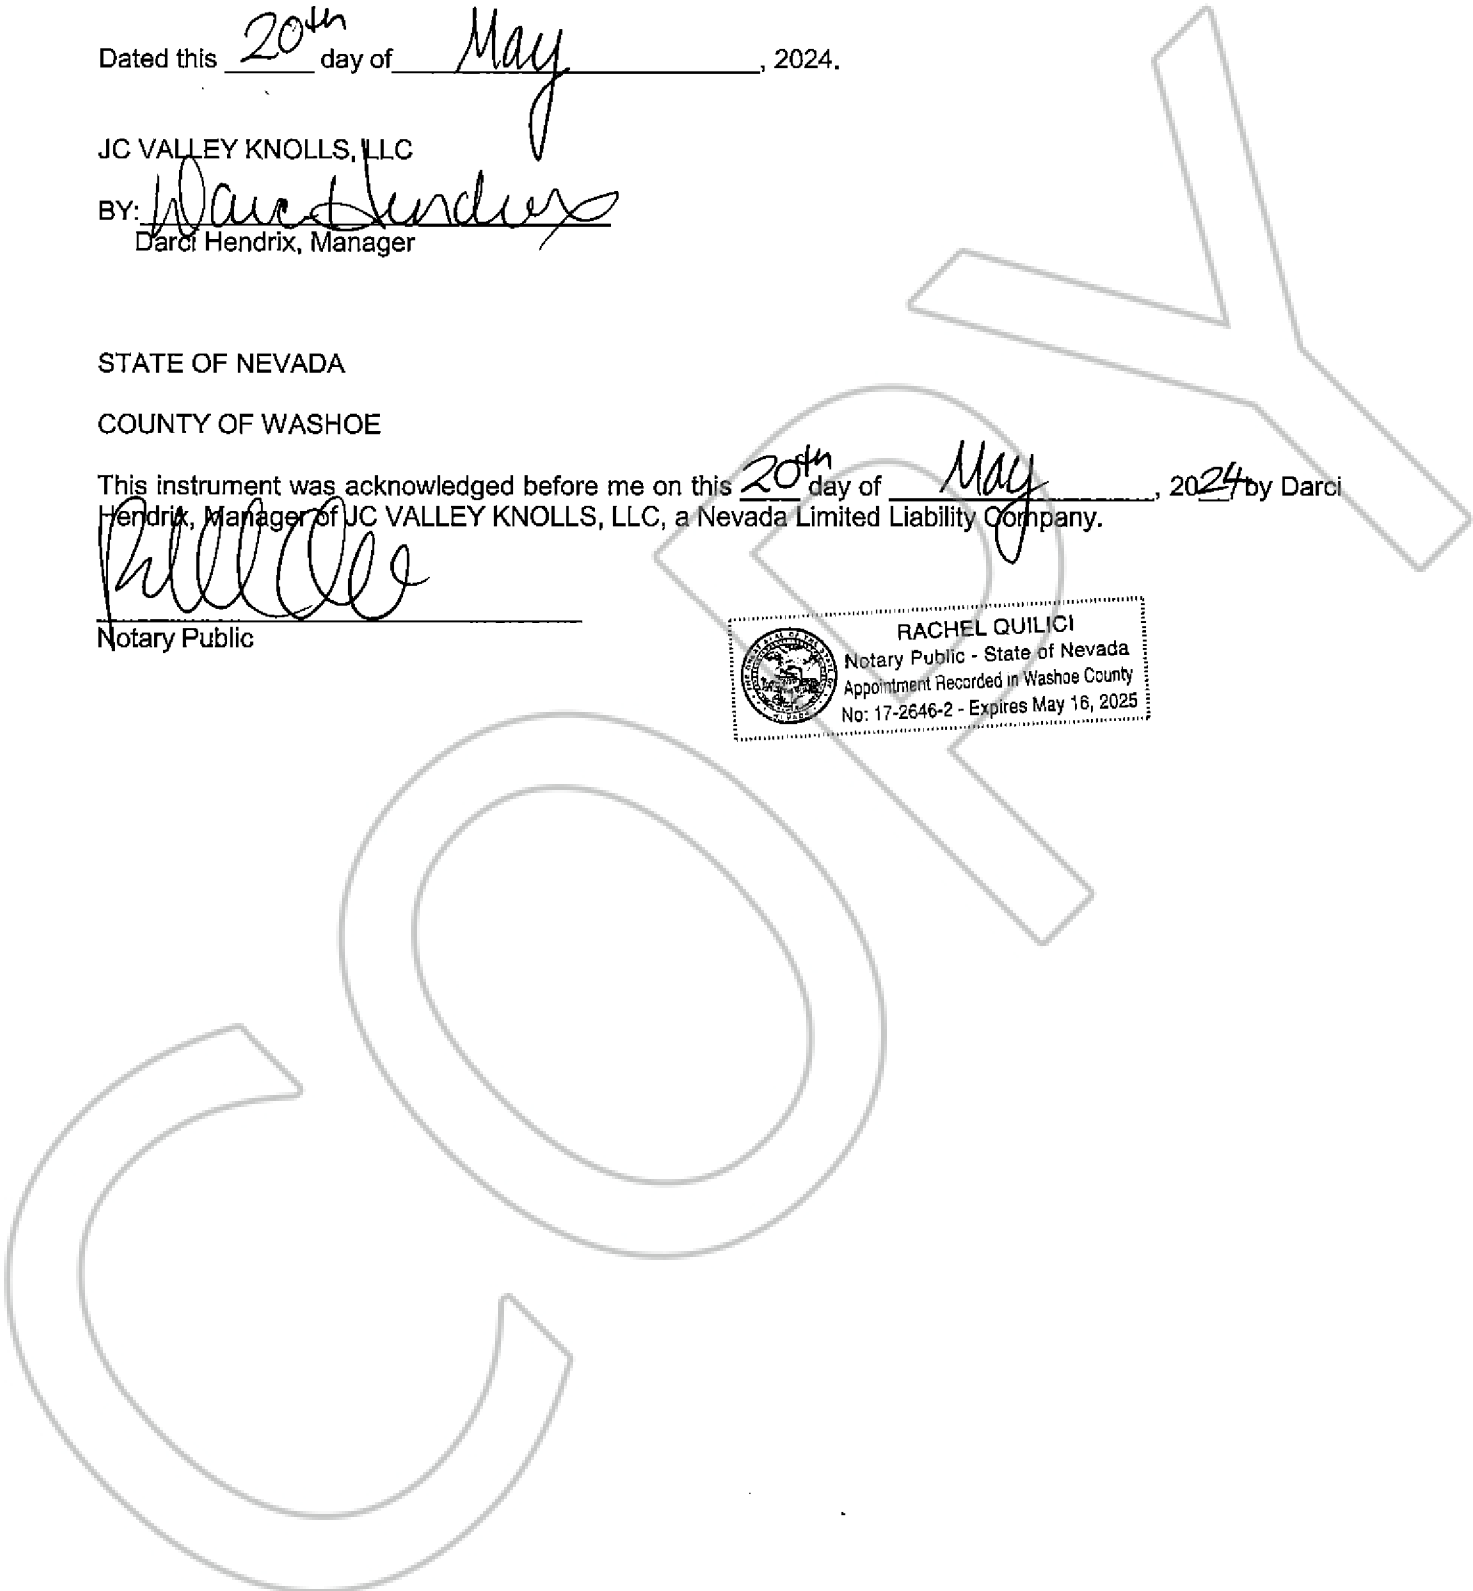 Dated this 20th day of May, 2024.
JC VALLEY KNOLLS, LLC
BY: Darci Hendrix
Darci Hendrix, Manager
STATE OF NEVADA
COUNTY OF WASHOE
This instrument was acknowledged before me on this 20th day of May, 2024 by Darci
Hendrix, Manager of JC VALLEY KNOLLS, LLC, a Nevada Limited Liability Company.
Notary Public
RACHEL QUILICI
Notary Public - State of Nevada
Appointment Recorded in Washoe County
No: 17-2646-2 - Expires May 16, 2025
COPY